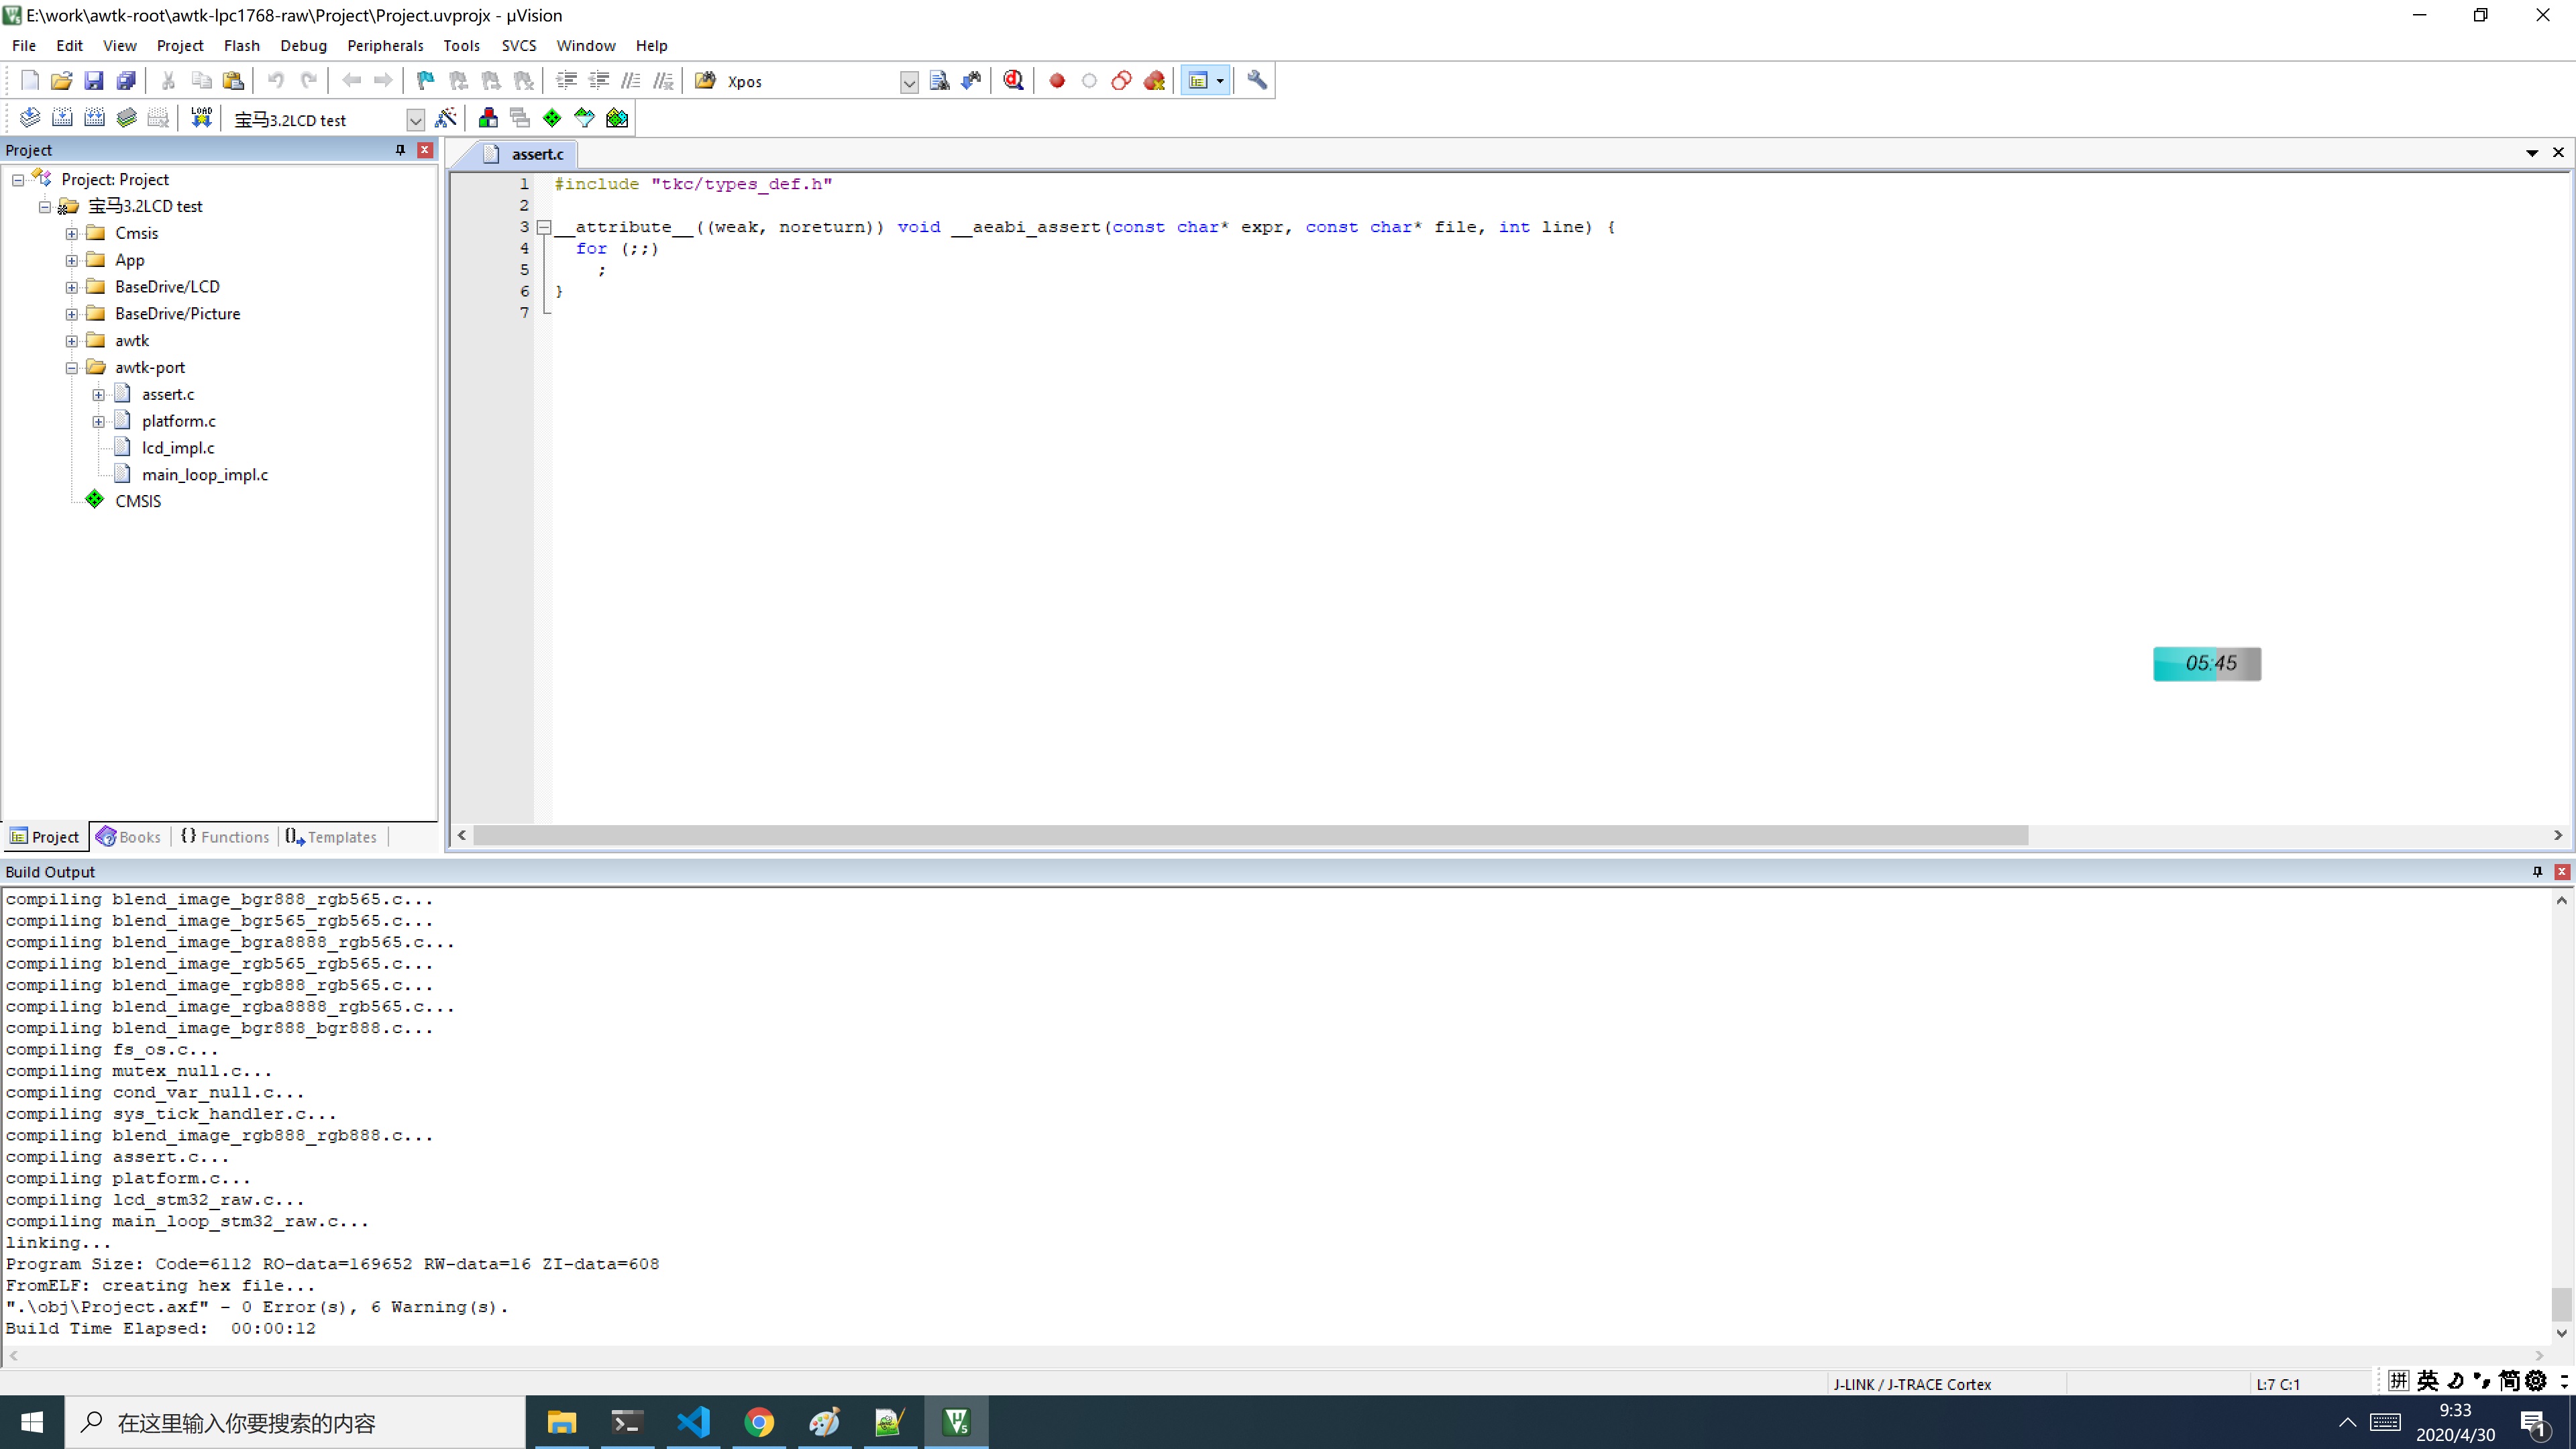 E:\work\awtk-root\awtk-lpc1768-raw\Project\Project.uvprojx - µVision
File Edit View Project Flash Debug Peripherals Tools SVCS Window Help
Xpos
LOAD 宝马3.2LCD test
Project
assert.c
Project: Project
宝马3.2LCD test
Cmsis
App
BaseDrive/LCD
BaseDrive/Picture
awtk
awtk-port
assert.c
platform.c
lcd_impl.c
main_loop_impl.c
CMSIS
1 #include "tkc/types_def.h"
2
3 __attribute__((weak, noreturn)) void __aeabi_assert(const char* expr, const char* file, int line) {
4 for (;;)
5 ;
6 }
7
05:45
Project Books {} Functions Templates
Build Output
compiling blend_image_bgr888_rgb565.c...
compiling blend_image_bgr565_rgb565.c...
compiling blend_image_bgra8888_rgb565.c...
compiling blend_image_rgb565_rgb565.c...
compiling blend_image_rgb888_rgb565.c...
compiling blend_image_rgba8888_rgb565.c...
compiling blend_image_bgr888_bgr888.c...
compiling fs_os.c...
compiling mutex_null.c...
compiling cond_var_null.c...
compiling sys_tick_handler.c...
compiling blend_image_rgb888_rgb888.c...
compiling assert.c...
compiling platform.c...
compiling lcd_stm32_raw.c...
compiling main_loop_stm32_raw.c...
linking...
Program Size: Code=6112 RO-data=169652 RW-data=16 ZI-data=608
FromELF: creating hex file...
".\obj\Project.axf" - 0 Error(s), 6 Warning(s).
Build Time Elapsed:  00:00:12
J-LINK / J-TRACE Cortex
L:7 C:1
拼 英 简
在这里输入你要搜索的内容
9:33
2020/4/30
1